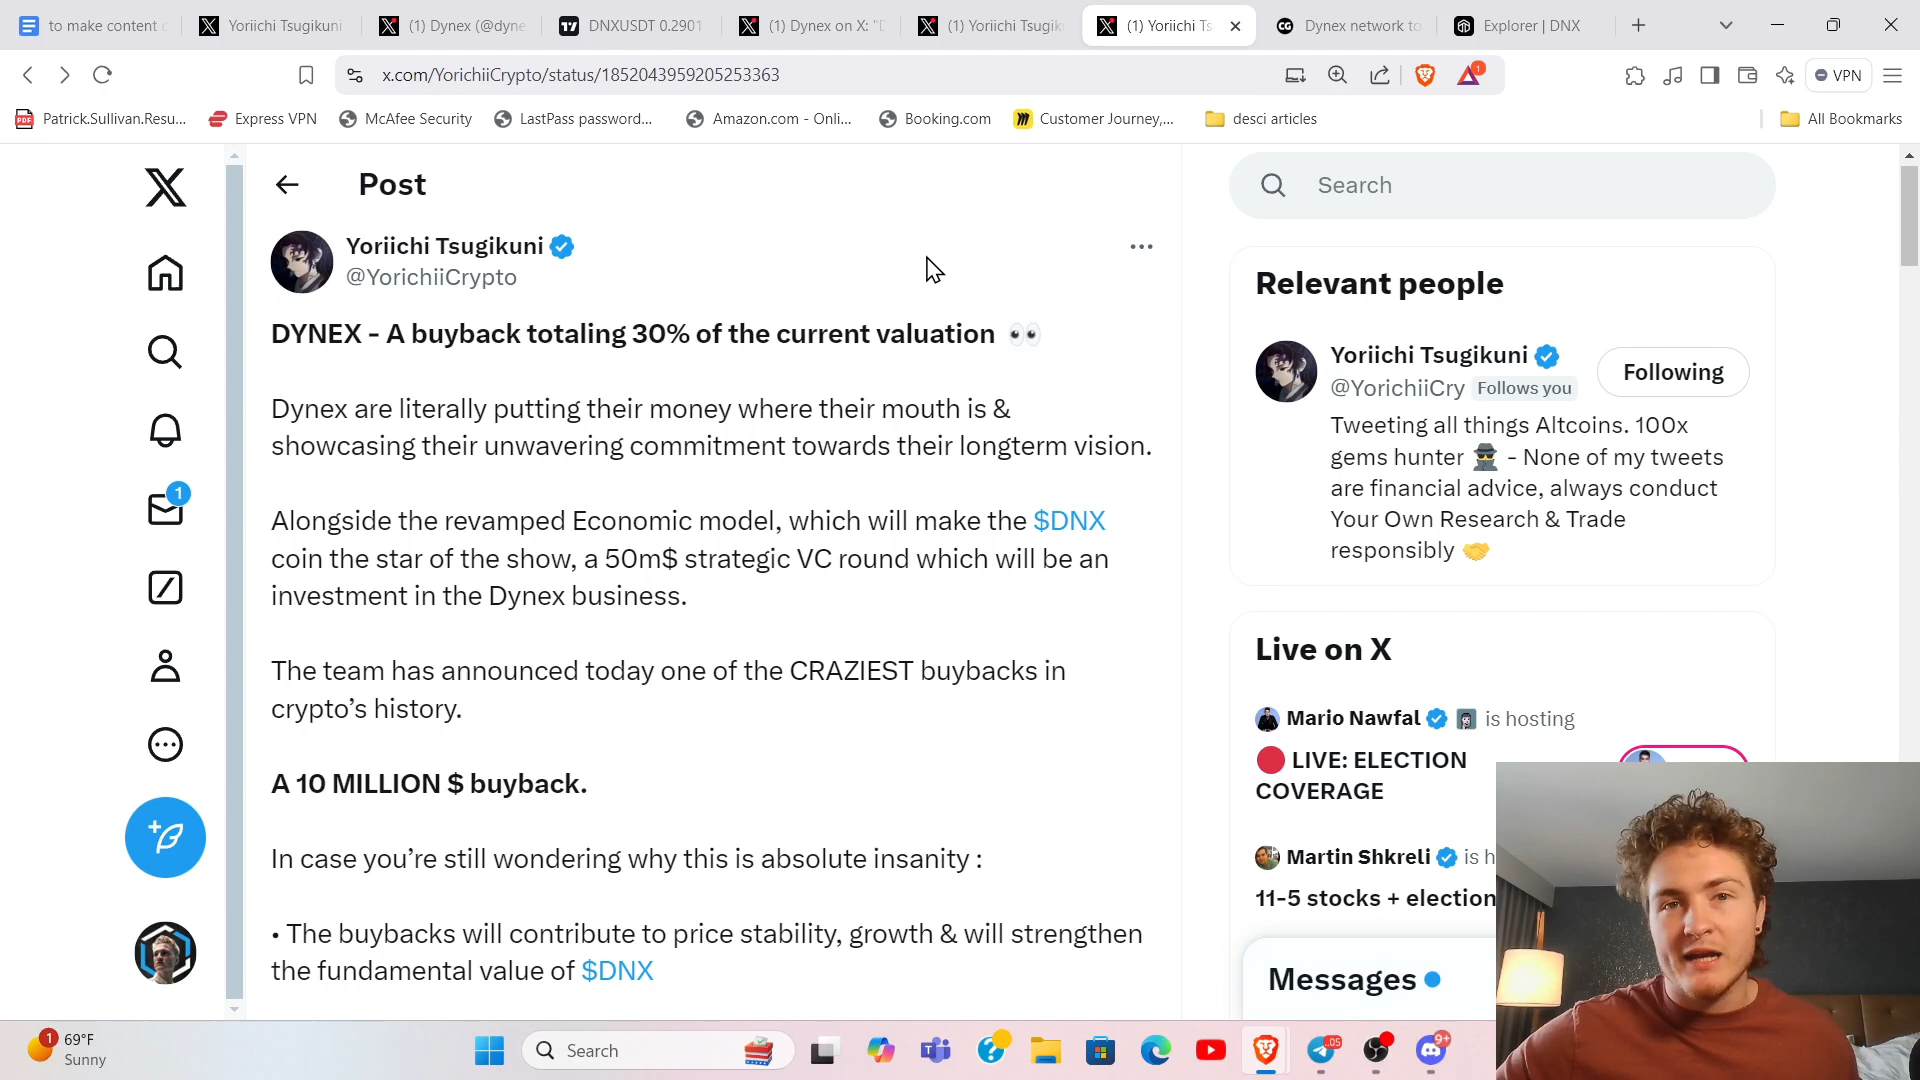 to make content c
Yoriichi Tsugikuni
(1) Dynex (@dyne
DNXUSDT 0.2901
(1) Dynex on X: "D
(1) Yoriichi Tsugik
(1) Yoriichi Ts
Dynex network to
Explorer | DNX
x.com/YorichiiCrypto/status/1852043959205253363
1
VPN
Patrick.Sullivan.Resu...
Express VPN
McAfee Security
LastPass password...
Amazon.com - Onli...
Booking.com
Customer Journey,...
desci articles
All Bookmarks
Post
Search
Yoriichi Tsugikuni
@YorichiiCrypto
DYNEX - A buyback totaling 30% of the current valuation 👀
Dynex are literally putting their money where their mouth is &
showcasing their unwavering commitment towards their longterm vision.
Alongside the revamped Economic model, which will make the $DNX
coin the star of the show, a 50m$ strategic VC round which will be an
investment in the Dynex business.
The team has announced today one of the CRAZIEST buybacks in
crypto’s history.
A 10 MILLION $ buyback.
In case you’re still wondering why this is absolute insanity :
• The buybacks will contribute to price stability, growth & will strengthen
the fundamental value of $DNX
1
Relevant people
Yoriichi Tsugikuni
@YorichiiCry Follows you
Following
Tweeting all things Altcoins. 100x
gems hunter 🕵️ - None of my tweets
are financial advice, always conduct
Your Own Research & Trade
responsibly 🤝
Live on X
Mario Nawfal is hosting
🔴 LIVE: ELECTION
COVERAGE
Martin Shkreli is h
11-5 stocks + election
Messages
1
69°F
Sunny
Search
.05
9+